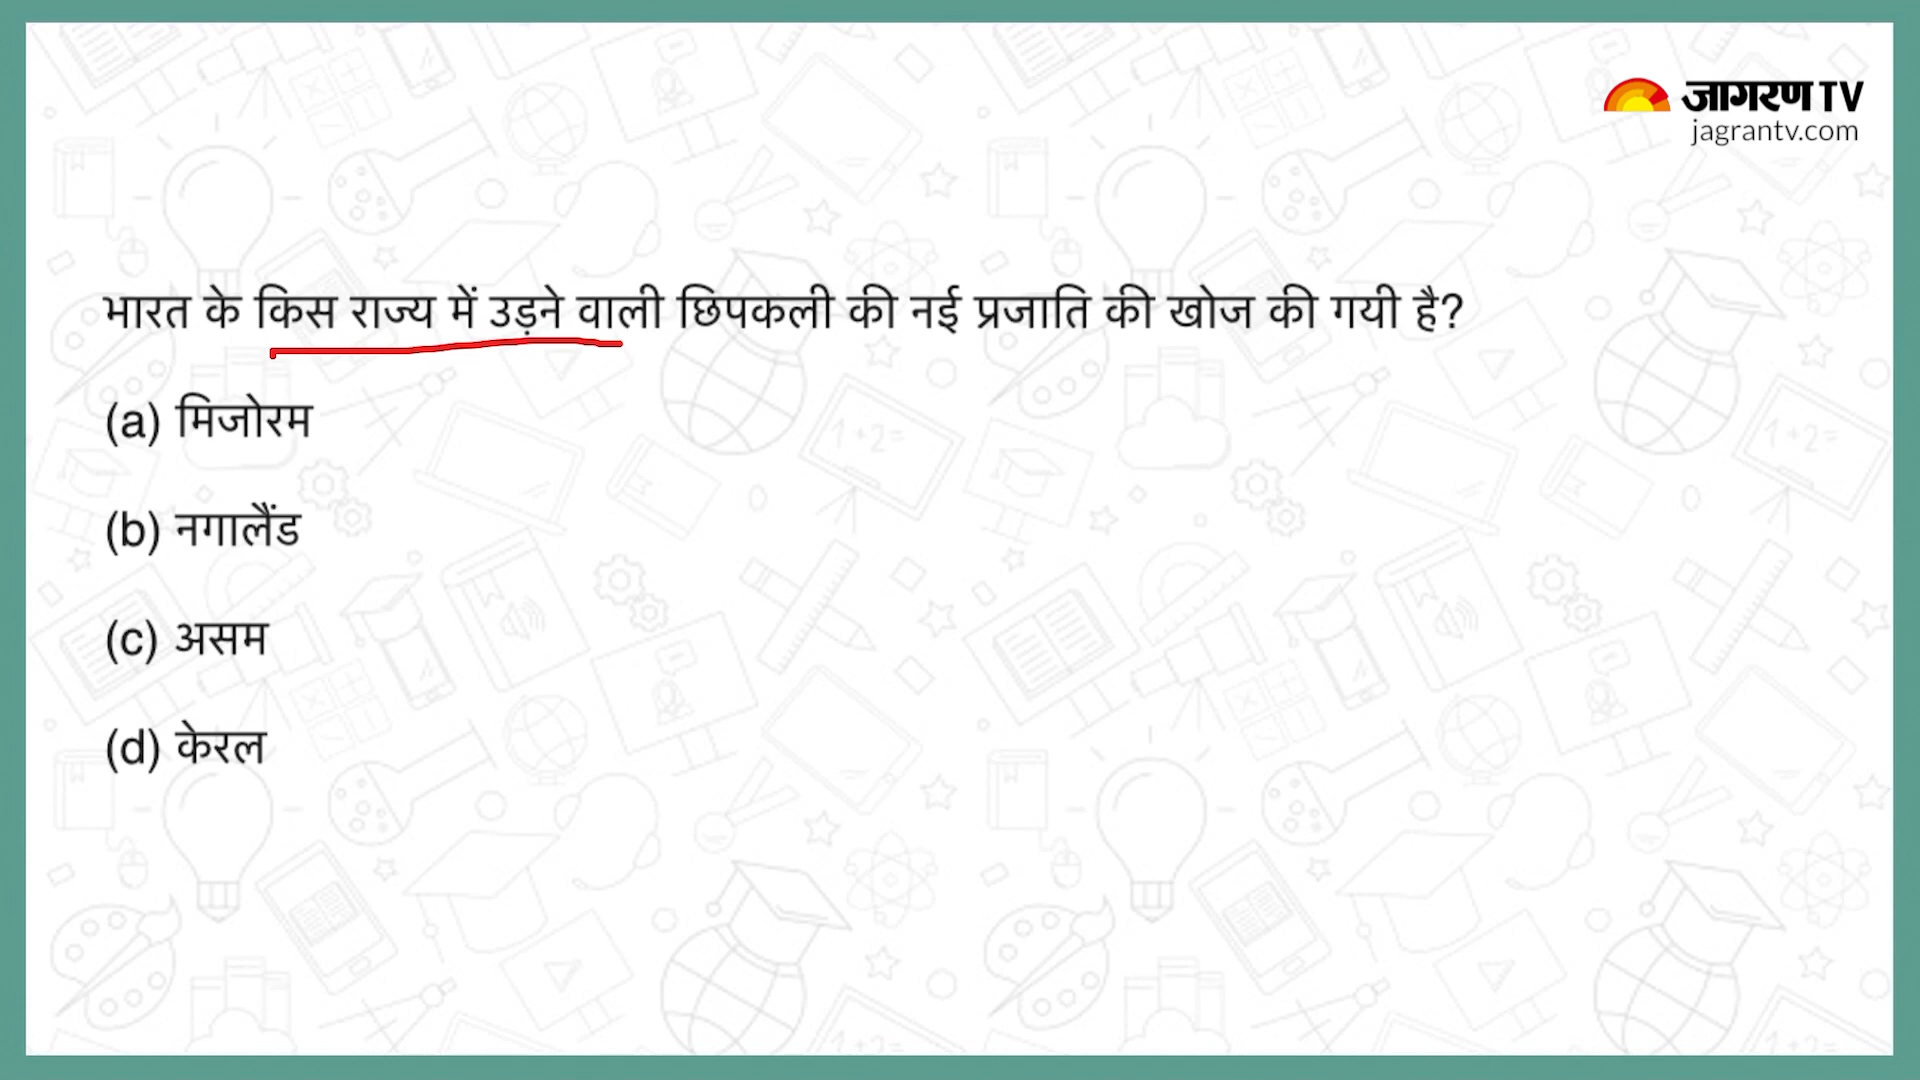 जागरण TV
jagrantv.com
भारत के किस राज्य में उड़ने वाली छिपकली की नई प्रजाति की खोज की गयी है?
(a) मिजोरम
(b) नगालैंड
(c) असम
(d) केरल